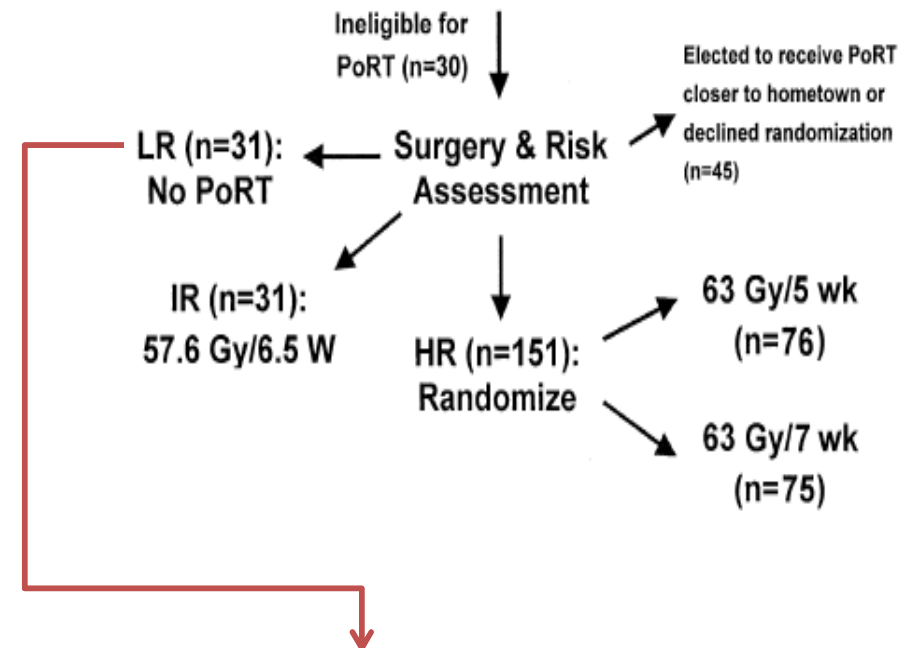 Ineligible for
PoRT (n=30)
Elected to receive PoRT
closer to hometown or
declined randomization
(n=45)
LR (n=31):
No PoRT
Surgery & Risk
Assessment
IR (n=31):
57.6 Gy/6.5 W
HR (n=151):
Randomize
63 Gy/5 wk
(n=76)
63 Gy/7 wk
(n=75)